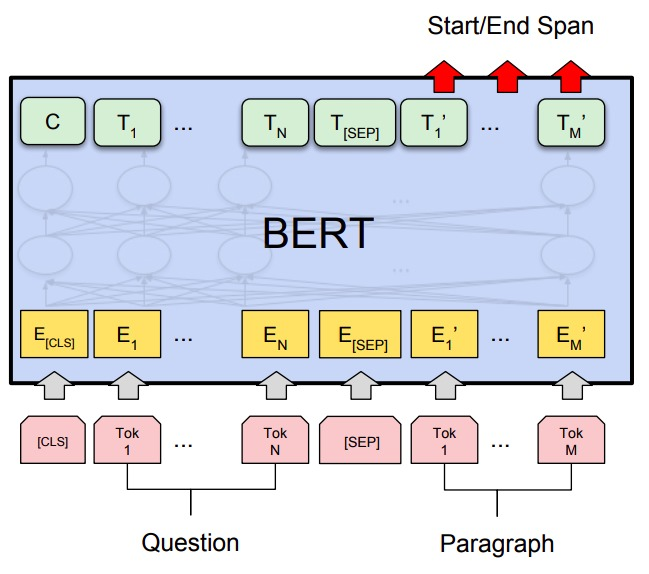 Start/End Span
C T1 ... TN T[SEP] T1’ ... TM’
...
BERT
...
E[CLS] E1 ... EN E[SEP] E1’ ... EM’
[CLS] Tok 1 ... Tok N [SEP] Tok 1 ... Tok M
Question Paragraph